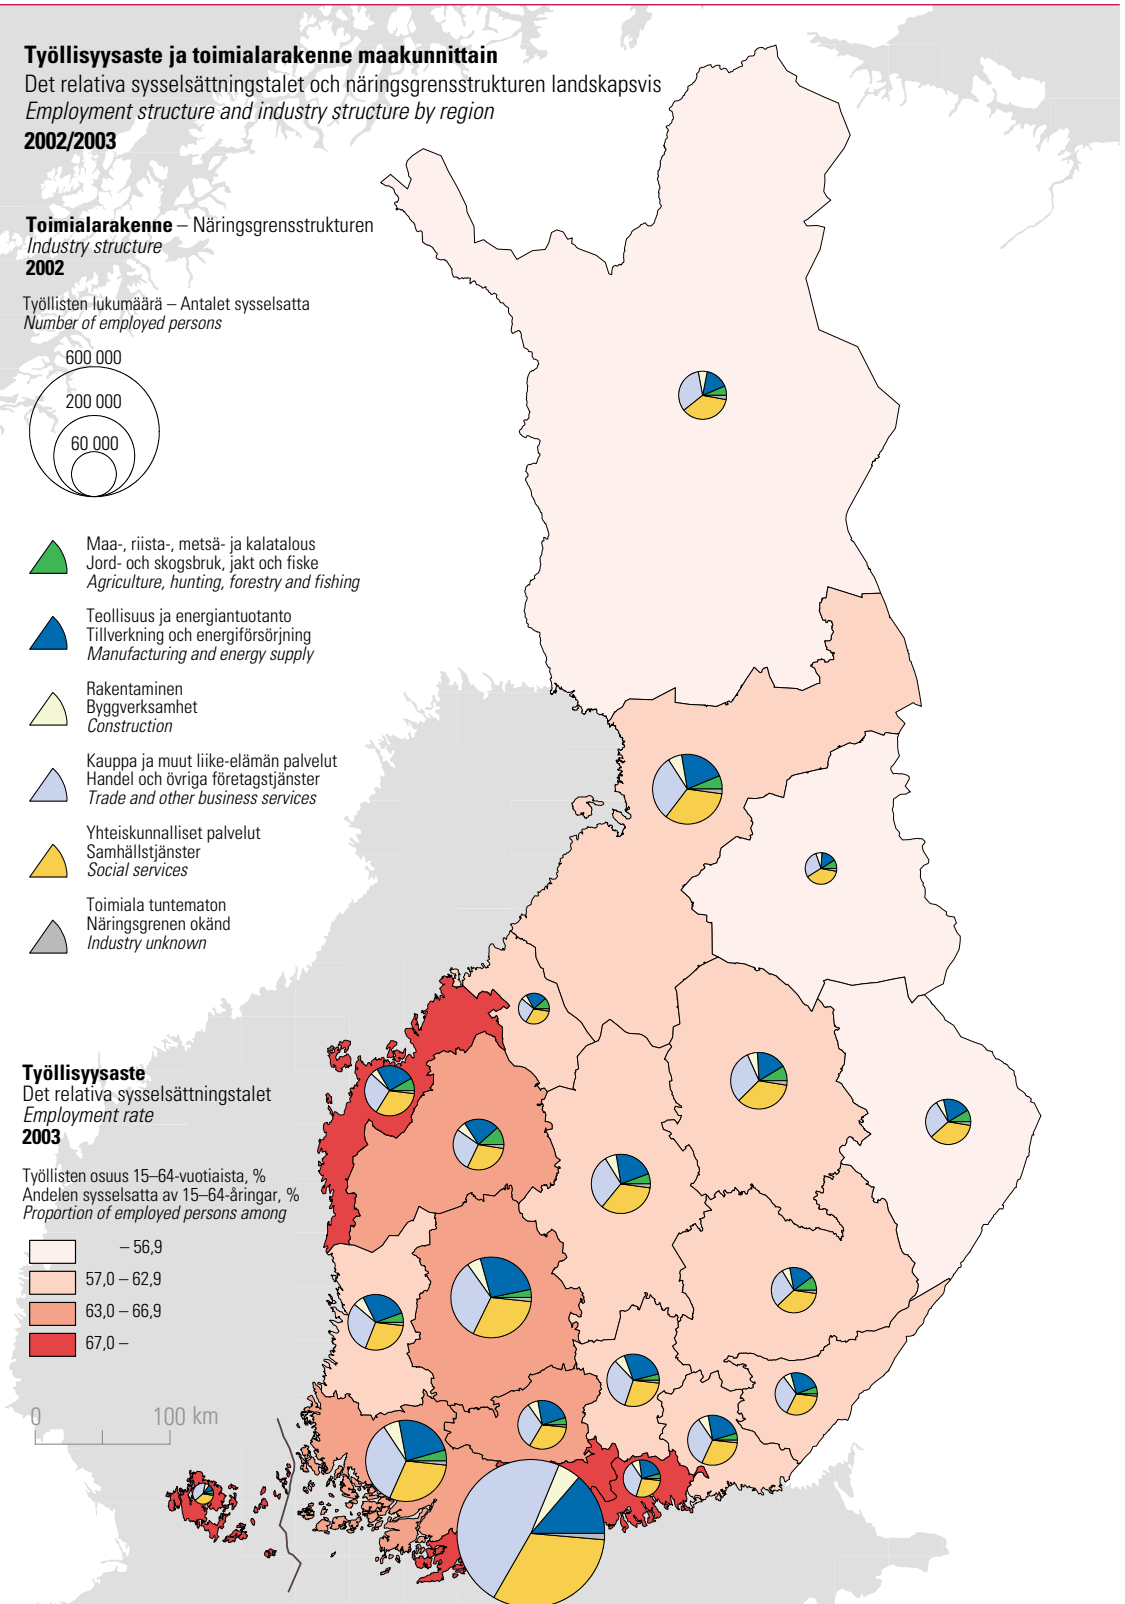 Työllisyysaste ja toimialarakenne maakunnittain
Det relativa sysselsättningstalet och näringsgrensstrukturen landskapsvis
Employment structure and industry structure by region
2002/2003
Toimialarakenne – Näringsgrensstrukturen
Industry structure
2002
Työllisten lukumäärä – Antalet sysselsatta
Number of employed persons
600 000
200 000
60 000
Maa-, riista-, metsä- ja kalatalous
Jord- och skogsbruk, jakt och fiske
Agriculture, hunting, forestry and fishing
Teollisuus ja energiantuotanto
Tillverkning och energiförsörjning
Manufacturing and energy supply
Rakentaminen
Byggverksamhet
Construction
Kauppa ja muut liike-elämän palvelut
Handel och övriga företagstjänster
Trade and other business services
Yhteiskunnalliset palvelut
Samhällstjänster
Social services
Toimiala tuntematon
Näringsgrenen okänd
Industry unknown
Työllisyysaste
Det relativa sysselsättningstalet
Employment rate
2003
Työllisten osuus 15–64-vuotiaista, %
Andelen sysselsatta av 15–64-åringar, %
Proportion of employed persons among
– 56,9
57,0 – 62,9
63,0 – 66,9
67,0 –
0 100 km